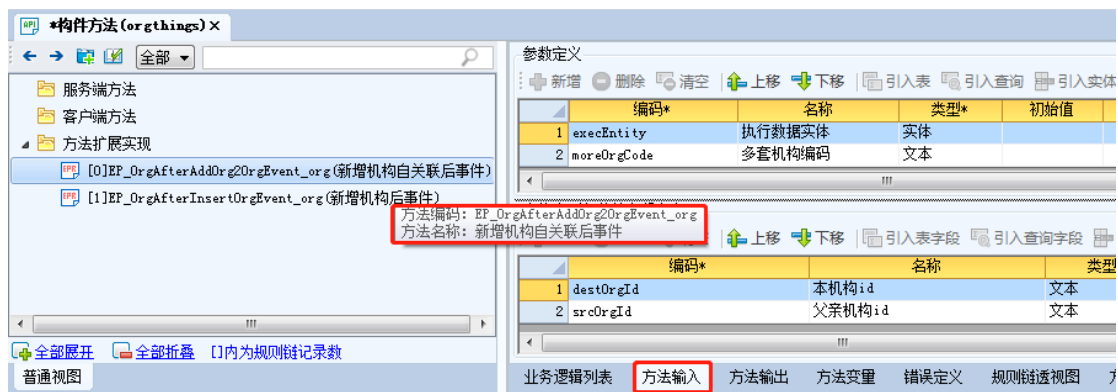 *构件方法(orgthings)
全部
服务端方法
客户端方法
方法扩展实现
[0]EP_OrgAfterAddOrg2OrgEvent_org(新增机构自关联后事件)
[1]EP_OrgAfterInsertOrgEvent_org(新增机构后事件)
方法编码: EP_OrgAfterAddOrg2OrgEvent_org
方法名称: 新增机构自关联后事件
全部展开 全部折叠 []内为规则链记录数
普通视图
参数定义
新增 删除 清空 上移 下移 引入表 引入查询 引入实体
编码* 名称 类型* 初始值
1 execEntity 执行数据实体 实体
2 moreOrgCode 多套机构编码 文本
上移 下移 引入表字段 引入查询字段
编码* 名称 类型
1 destOrgId 本机构id 文本
2 srcOrgId 父亲机构id 文本
业务逻辑列表 方法输入 方法输出 方法变量 错误定义 规则链透视图